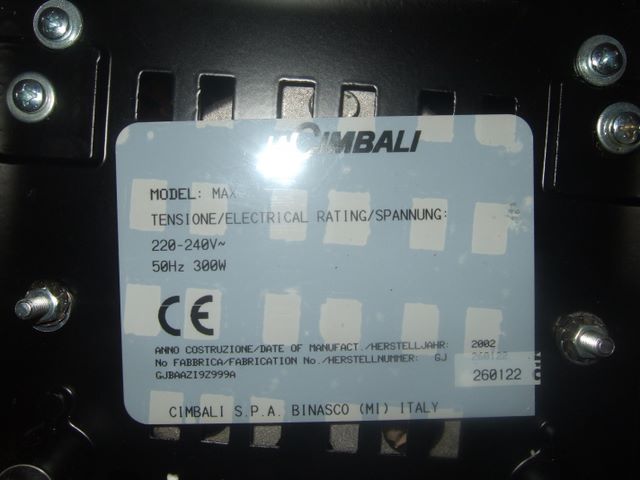 CIMBALI
MODEL: MAX
TENSIONE/ELECTRICAL RATING/SPANNUNG:
220-240V~
50Hz 300W
CE
ANNO COSTRUZIONE/DATE OF MANUFACT./HERSTELLJAHR: 2002
No FABBRICA/FABRICATION No./HERSTELLNUMMER: GJ 260122
GJBAAZI9Z999A
260122
CIMBALI S.P.A. BINASCO (MI) ITALY